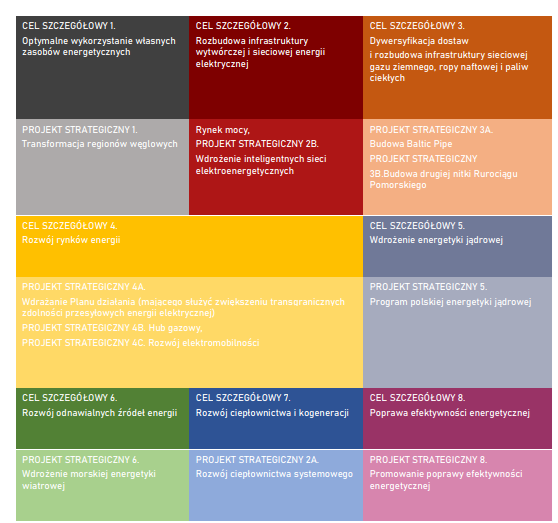 CEL SZCZEGÓŁOWY 1.
Optymalne wykorzystanie własnych
zasobów energetycznych
CEL SZCZEGÓŁOWY 2.
Rozbudowa infrastruktury
wytwórczej i sieciowej energii
elektrycznej
CEL SZCZEGÓŁOWY 3.
Dywersyfikacja dostaw
i rozbudowa infrastruktury sieciowej
gazu ziemnego, ropy naftowej i paliw
ciekłych
PROJEKT STRATEGICZNY 1.
Transformacja regionów węglowych
Rynek mocy,
PROJEKT STRATEGICZNY 2B.
Wdrożenie inteligentnych sieci
elektroenergetycznych
PROJEKT STRATEGICZNY 3A.
Budowa Baltic Pipe
PROJEKT STRATEGICZNY
3B.Budowa drugiej nitki Rurociągu
Pomorskiego
CEL SZCZEGÓŁOWY 4.
Rozwój rynków energii
CEL SZCZEGÓŁOWY 5.
Wdrożenie energetyki jądrowej
PROJEKT STRATEGICZNY 4A.
Wdrażanie Planu działania (mającego służyć zwiększeniu transgranicznych
zdolności przesyłowych energii elektrycznej)
PROJEKT STRATEGICZNY 4B. Hub gazowy,
PROJEKT STRATEGICZNY 4C. Rozwój elektromobilności
PROJEKT STRATEGICZNY 5.
Program polskiej energetyki jądrowej
CEL SZCZEGÓŁOWY 6.
Rozwój odnawialnych źródeł energii
CEL SZCZEGÓŁOWY 7.
Rozwój ciepłownictwa i kogeneracji
CEL SZCZEGÓŁOWY 8.
Poprawa efektywności energetycznej
PROJEKT STRATEGICZNY 6.
Wdrożenie morskiej energetyki
wiatrowej
PROJEKT STRATEGICZNY 2A.
Rozwój ciepłownictwa systemowego
PROJEKT STRATEGICZNY 8.
Promowanie poprawy efektywności
energetycznej